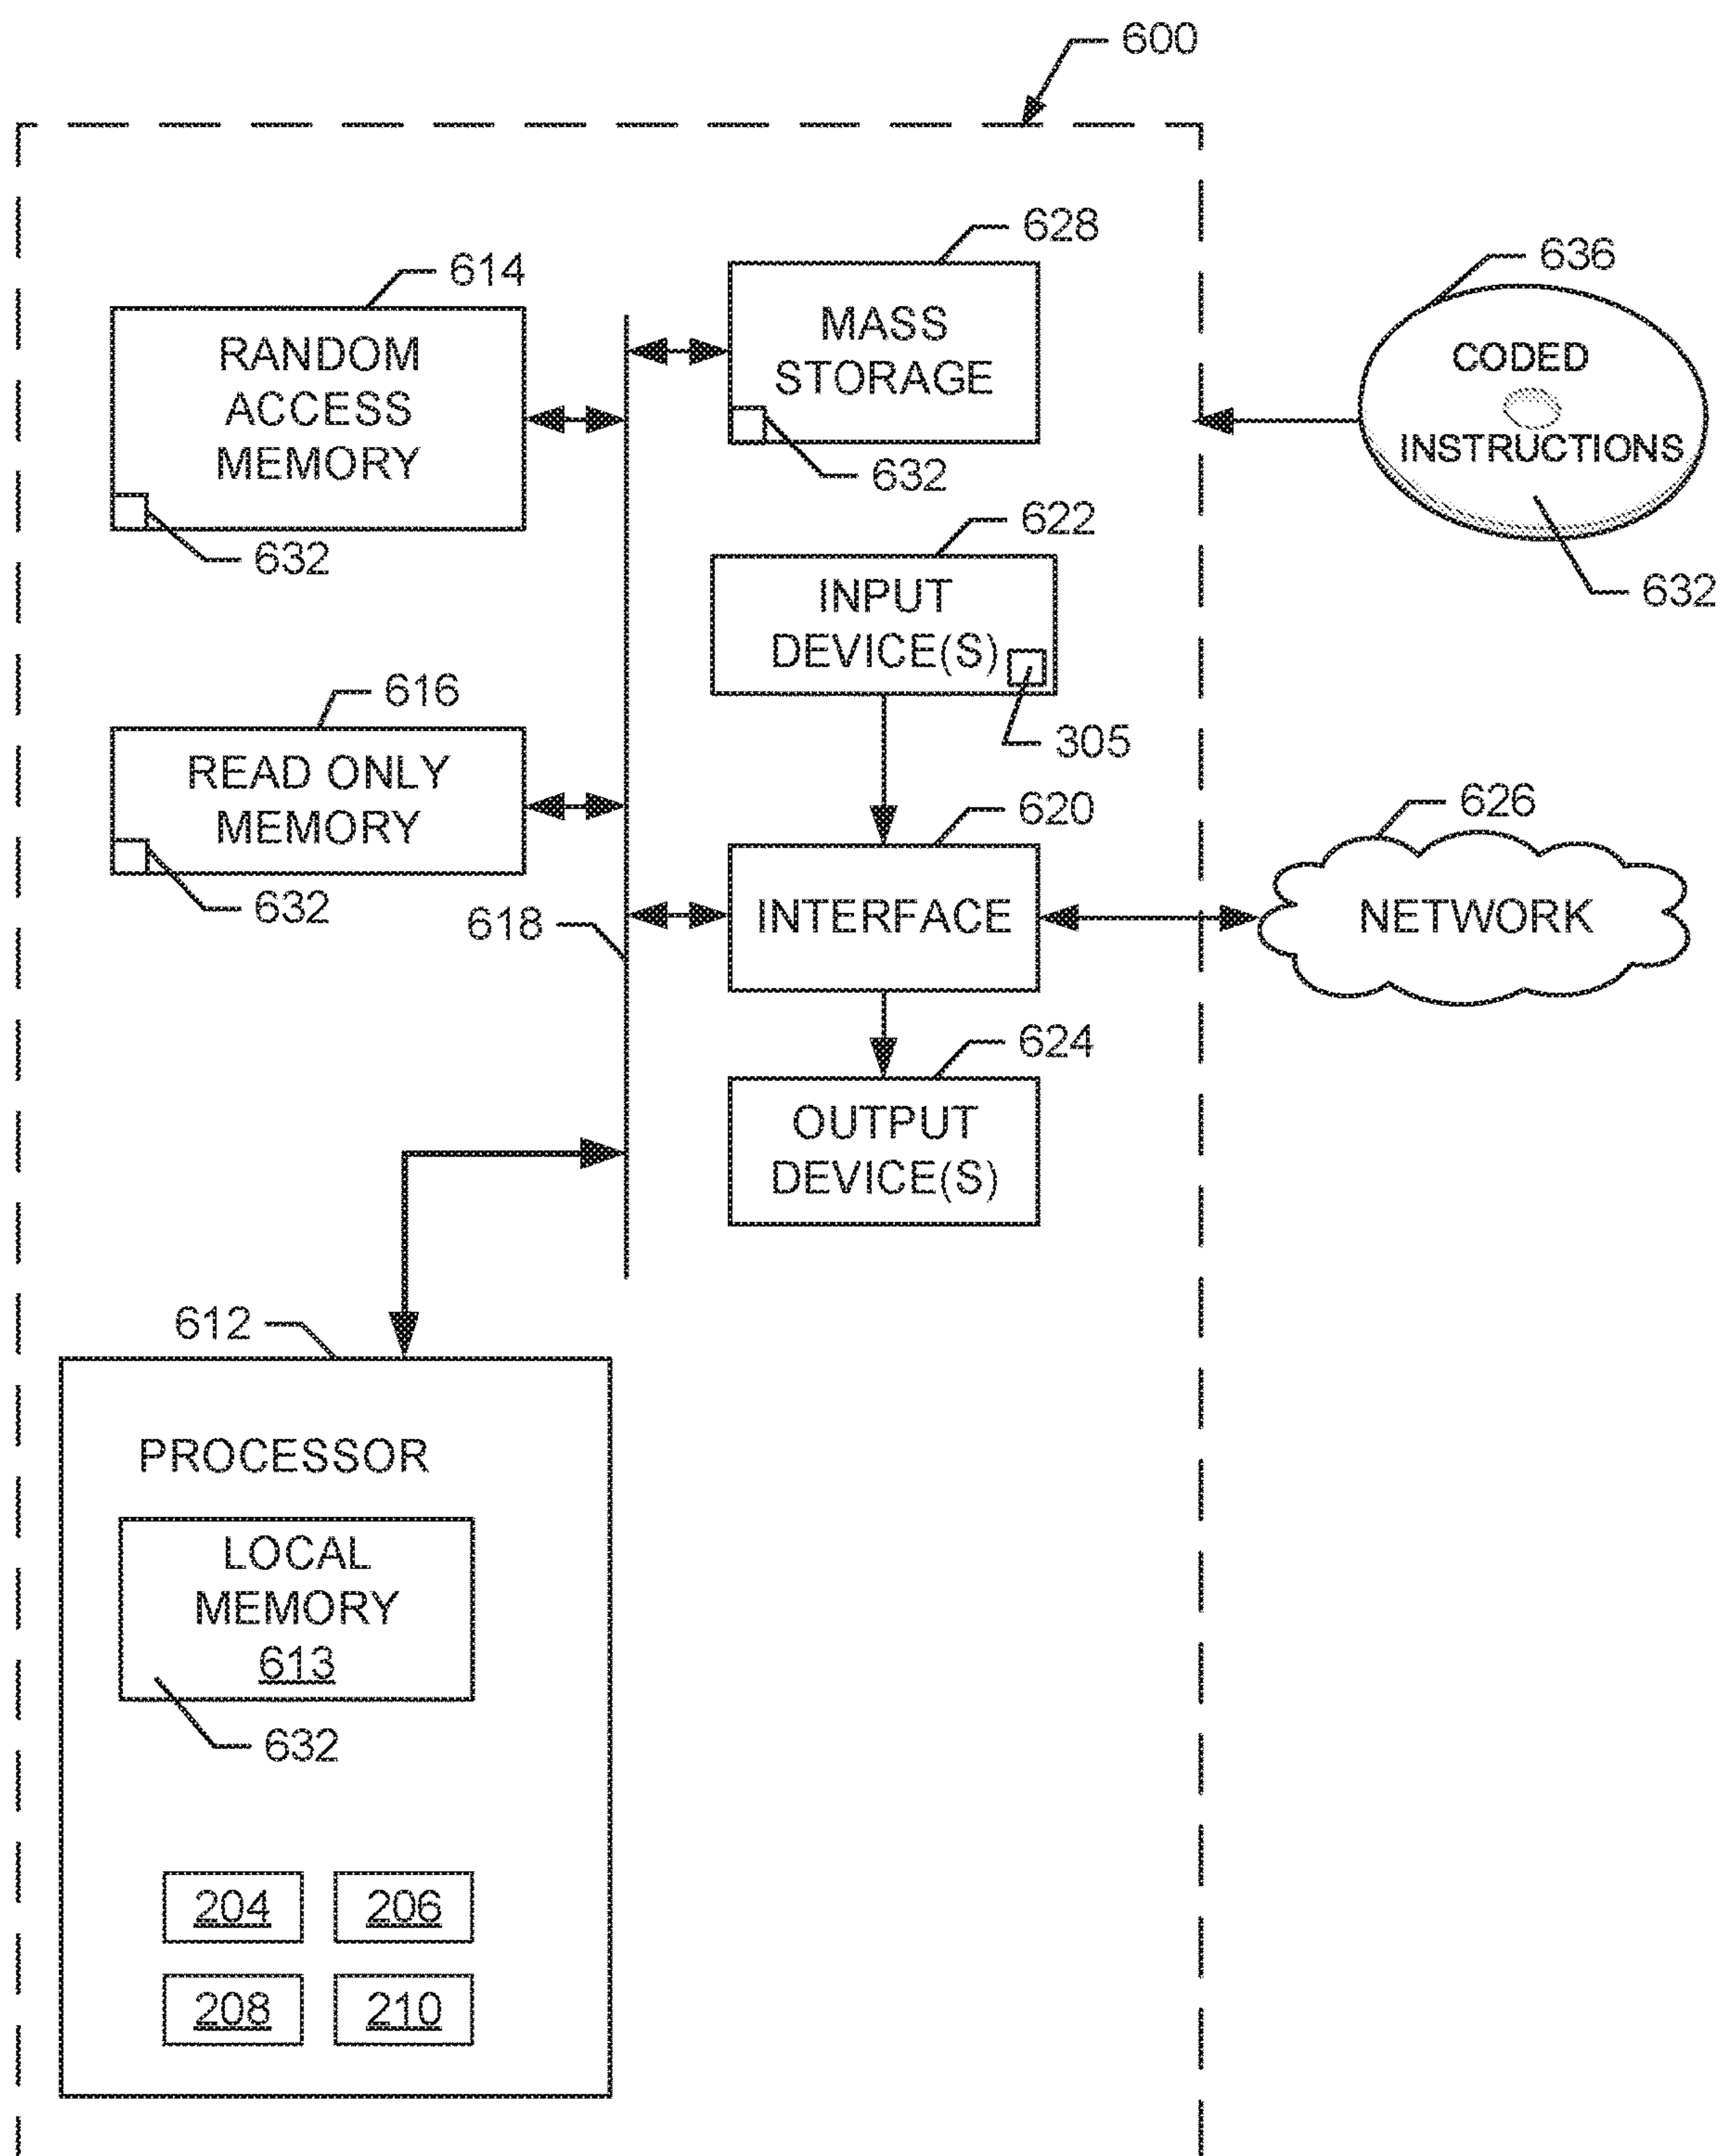 600
628
614
636
RANDOM
ACCESS
MEMORY
MASS
STORAGE
CODED
INSTRUCTIONS
632
632
622
632
INPUT
DEVICE(S)
305
616
READ ONLY
MEMORY
632
620
626
618
INTERFACE
NETWORK
624
OUTPUT
DEVICE(S)
612
PROCESSOR
LOCAL
MEMORY
613
632
204
206
208
210